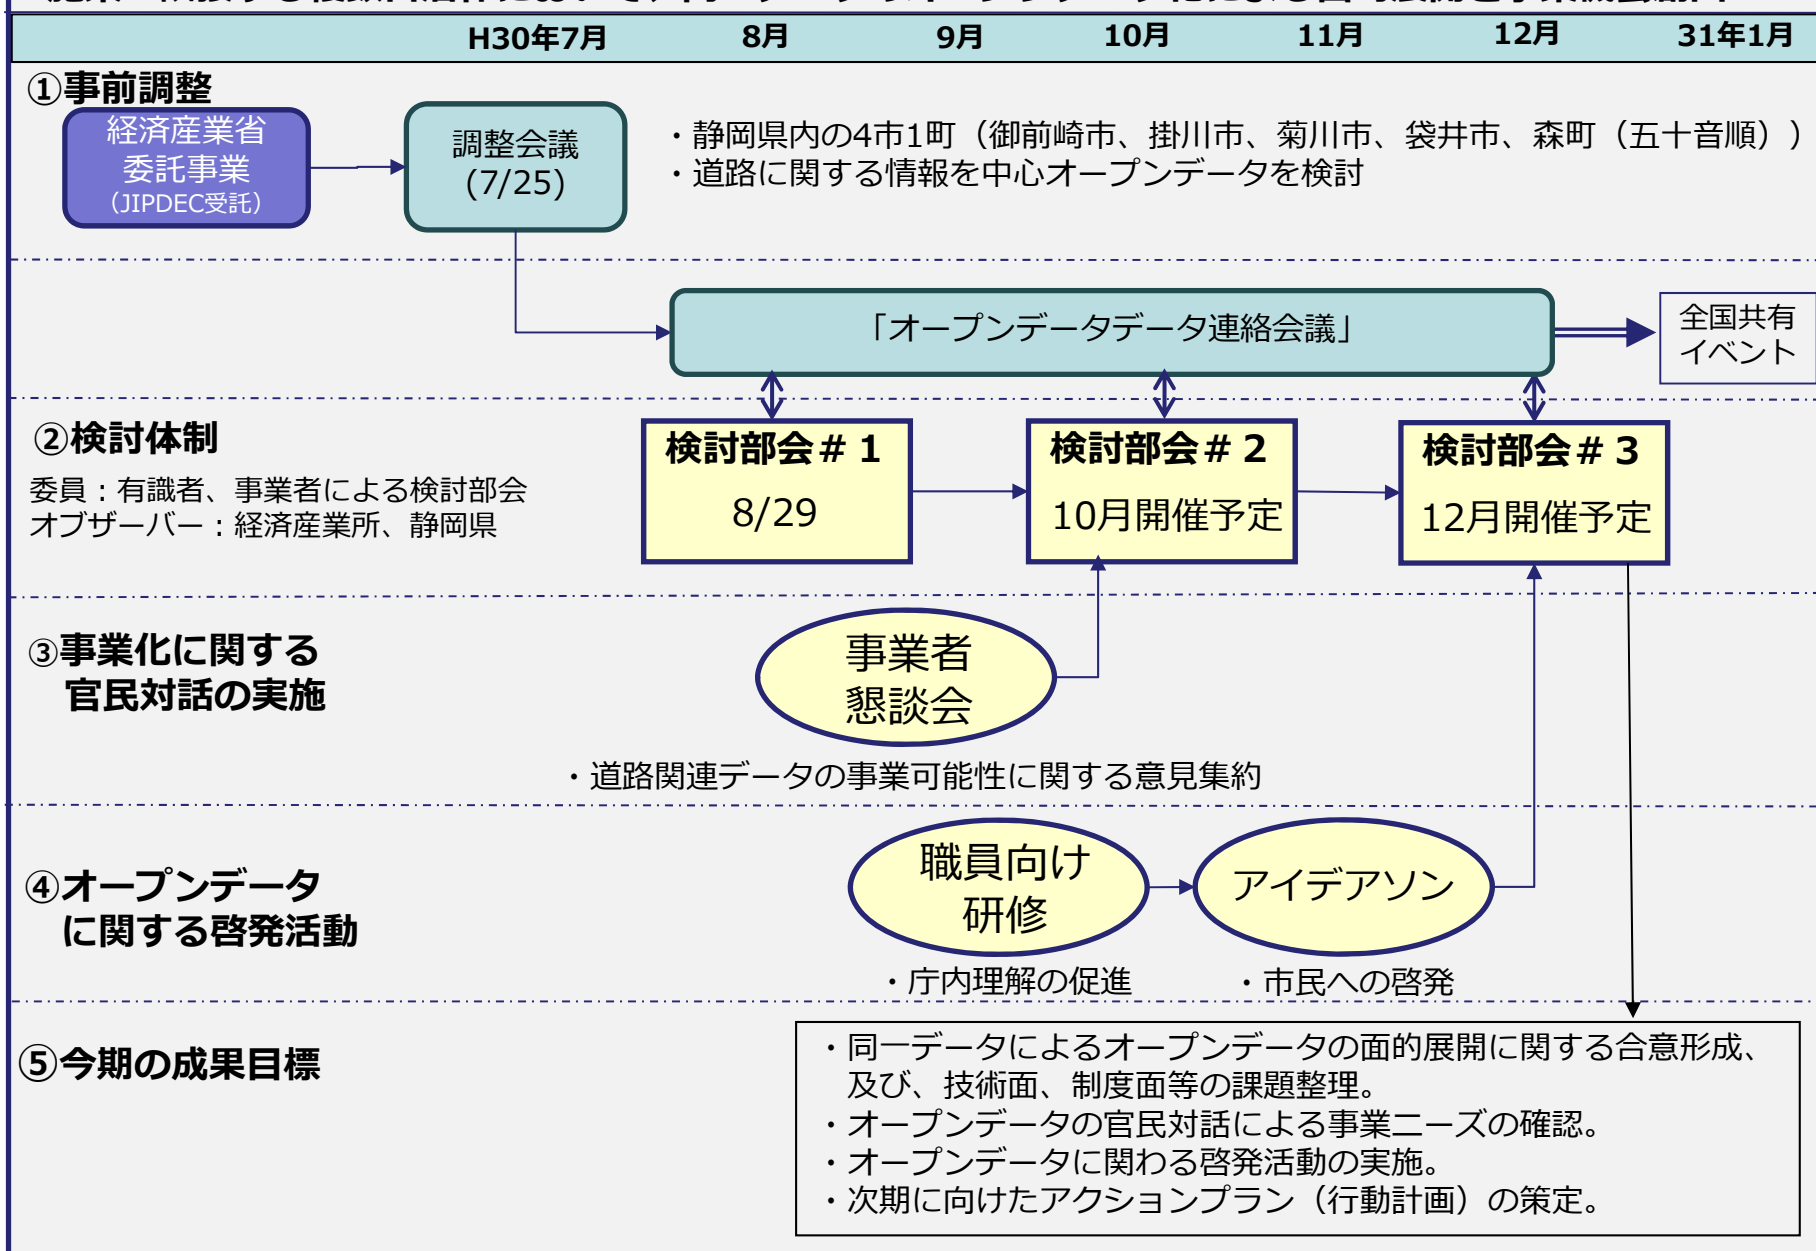 H30年7月 8月 9月 10月 11月 12月 31年1月
①事前調整
経済産業省
委託事業
（JIPDEC受託）
調整会議
(7/25)
・静岡県内の4市1町（御前崎市、掛川市、菊川市、袋井市、森町（五十音順））
・道路に関する情報を中心オープンデータを検討
「オープンデータデータ連絡会議」
全国共有
イベント
②検討体制
委員：有識者、事業者による検討部会
オブザーバー：経済産業所、静岡県
検討部会＃１
8/29
検討部会＃２
10月開催予定
検討部会＃３
12月開催予定
③事業化に関する
官民対話の実施
事業者
懇談会
・道路関連データの事業可能性に関する意見集約
④オープンデータ
に関する啓発活動
職員向け
研修
アイデアソン
・庁内理解の促進
・市民への啓発
⑤今期の成果目標
・同一データによるオープンデータの面的展開に関する合意形成、
及び、技術面、制度面等の課題整理。
・オープンデータの官民対話による事業ニーズの確認。
・オープンデータに関わる啓発活動の実施。
・次期に向けたアクションプラン（行動計画）の策定。